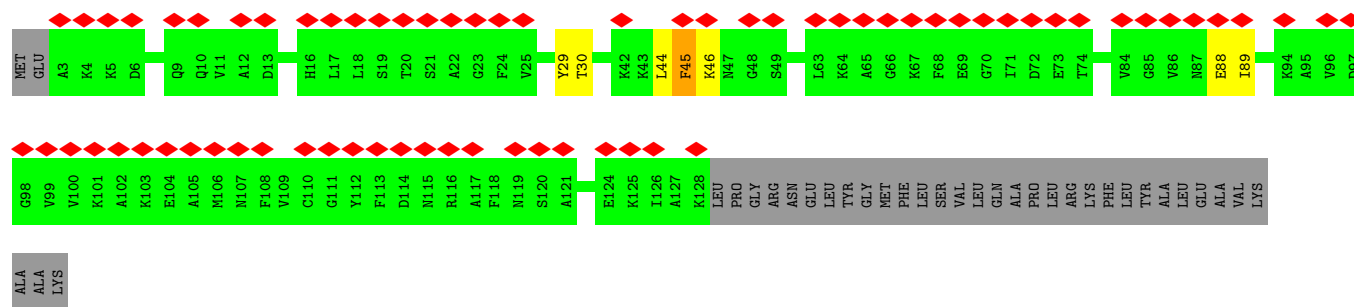 MET GLU A3 K4 K5 D6 Q9 Q10 V11 A12 D13 H16 L17 L18 S19 T20 S21 A22 G23 F24 V25 Y29 T30 K42 K43 L44 F45 K46 N47 G48 S49 L63 K64 A65 G66 K67 F68 E69 G70 I71 D72 E73 T74 V84 G85 V86 N87 E88 I89 K94 A95 V96 D97
G98 V99 V100 K101 A102 K103 E104 A105 M106 N107 F108 V109 C110 G111 Y112 F113 D114 N115 R116 A117 F118 N119 S120 A121 E124 K125 I126 A127 K128 LEU PRO GLY ARG ASN GLU LEU TYR GLY MET PHE LEU SER VAL LEU GLN ALA PRO LEU ARG LYS PHE LEU TYR ALA LEU GLU ALA VAL LYS
ALA ALA LYS